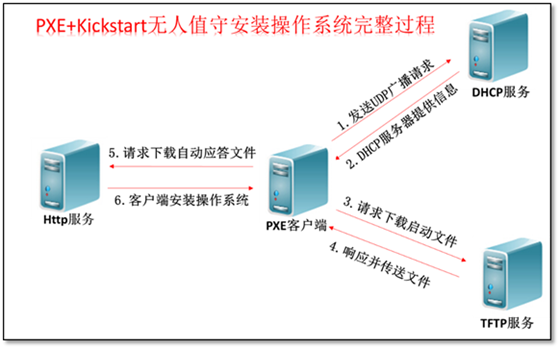 PXE+Kickstart无人值守安装操作系统完整过程
DHCP服务
1.发送UDP广播请求
2.DHCP服务器提供信息
5.请求下载自动应答文件
6.客户端安装操作系统
Http服务
PXE客户端
3.请求下载启动文件
4.响应并传送文件
TFTP服务